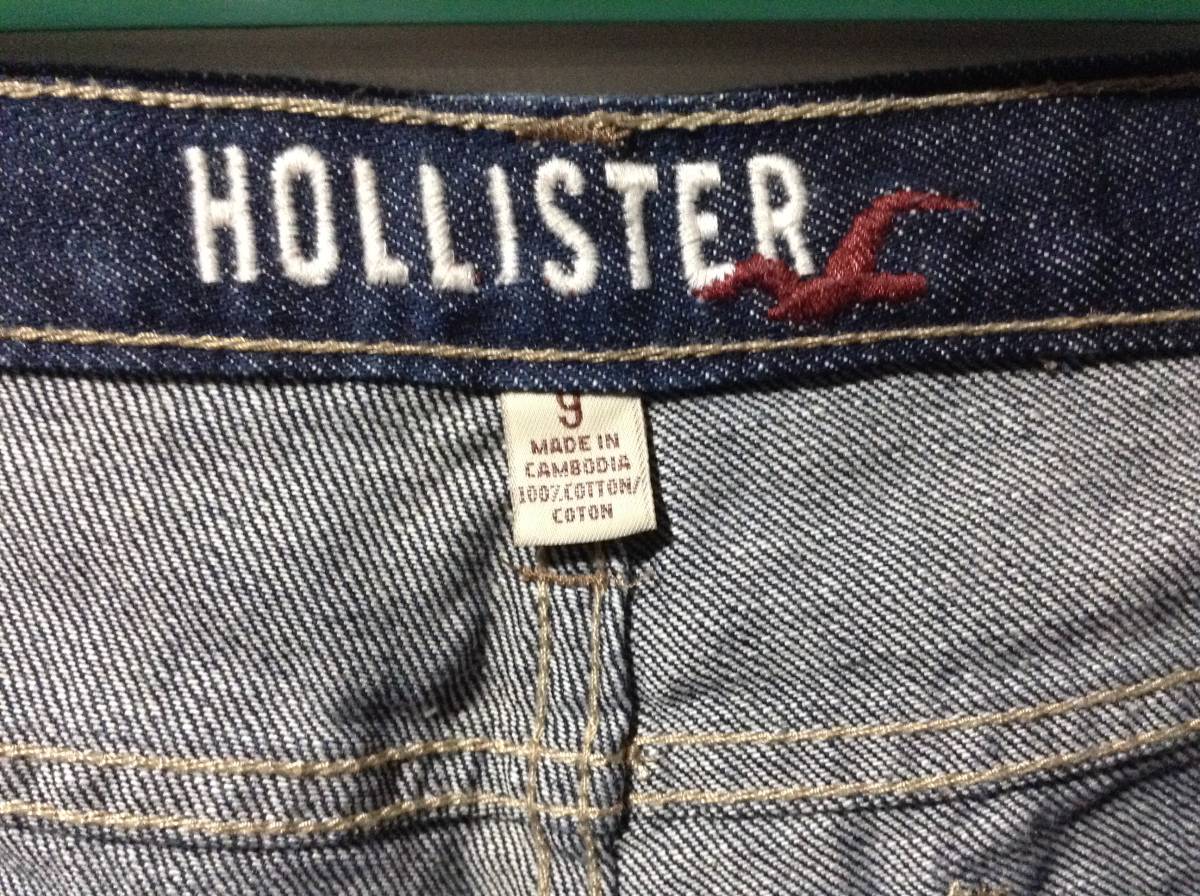 HOLLISTER
9
MADE IN
CAMBODIA
100%COTTON/
COTON